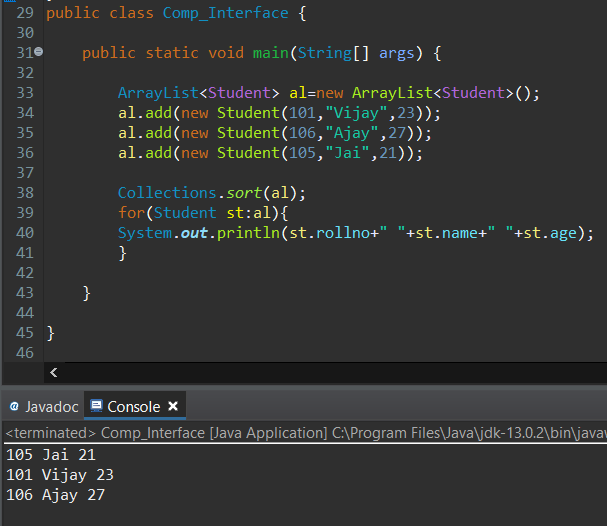 29 public class Comp_Interface {
30
31 public static void main(String[] args) {
32
33 ArrayList<Student> al=new ArrayList<Student>();
34 al.add(new Student(101,"Vijay",23));
35 al.add(new Student(106,"Ajay",27));
36 al.add(new Student(105,"Jai",21));
37
38 Collections.sort(al);
39 for(Student st:al){
40 System.out.println(st.rollno+" "+st.name+" "+st.age);
41 }
42
43 }
44
45 }
46
@ Javadoc Console
<terminated> Comp_Interface [Java Application] C:\Program Files\Java\jdk-13.0.2\bin\javaw
105 Jai 21
101 Vijay 23
106 Ajay 27